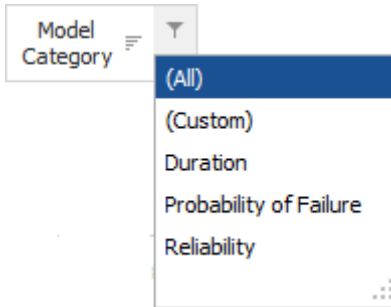 Model
Category
(All)
(Custom)
Duration
Probability of Failure
Reliability